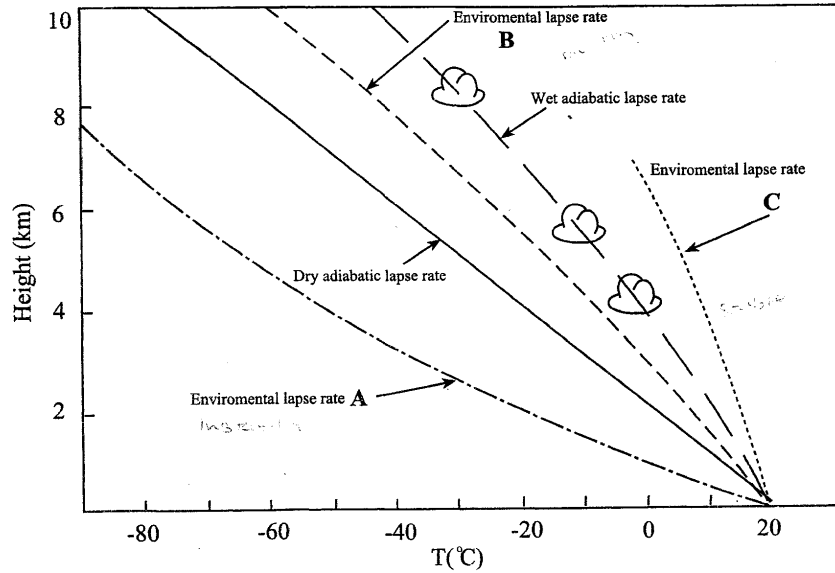 10
8
6
4
2
Height (km)
Enviromental lapse rate
B
Wet adiabatic lapse rate
Enviromental lapse rate
C
Dry adiabatic lapse rate
Enviromental lapse rate A
-80
-60
-40
-20
0
20
T(℃)